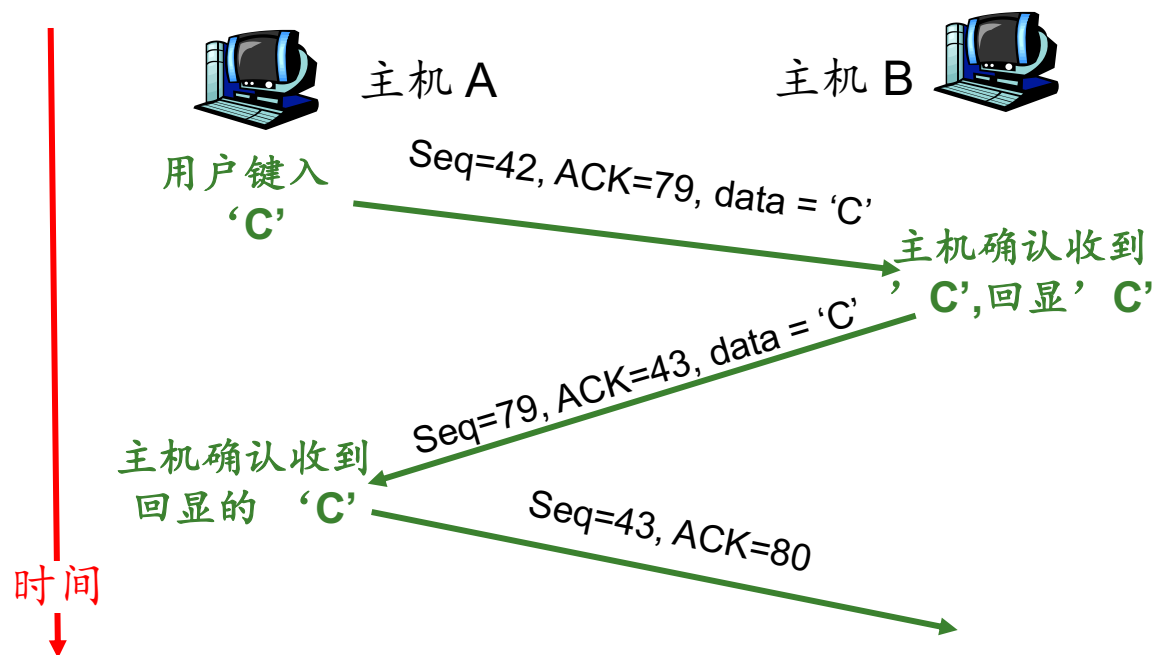 主机 A
主机 B
用户键入
‘C’
Seq=42, ACK=79, data = ‘C’
主机确认收到
’C’,回显’C’
Seq=79, ACK=43, data = ‘C’
主机确认收到
回显的 ‘C’
Seq=43, ACK=80
时间